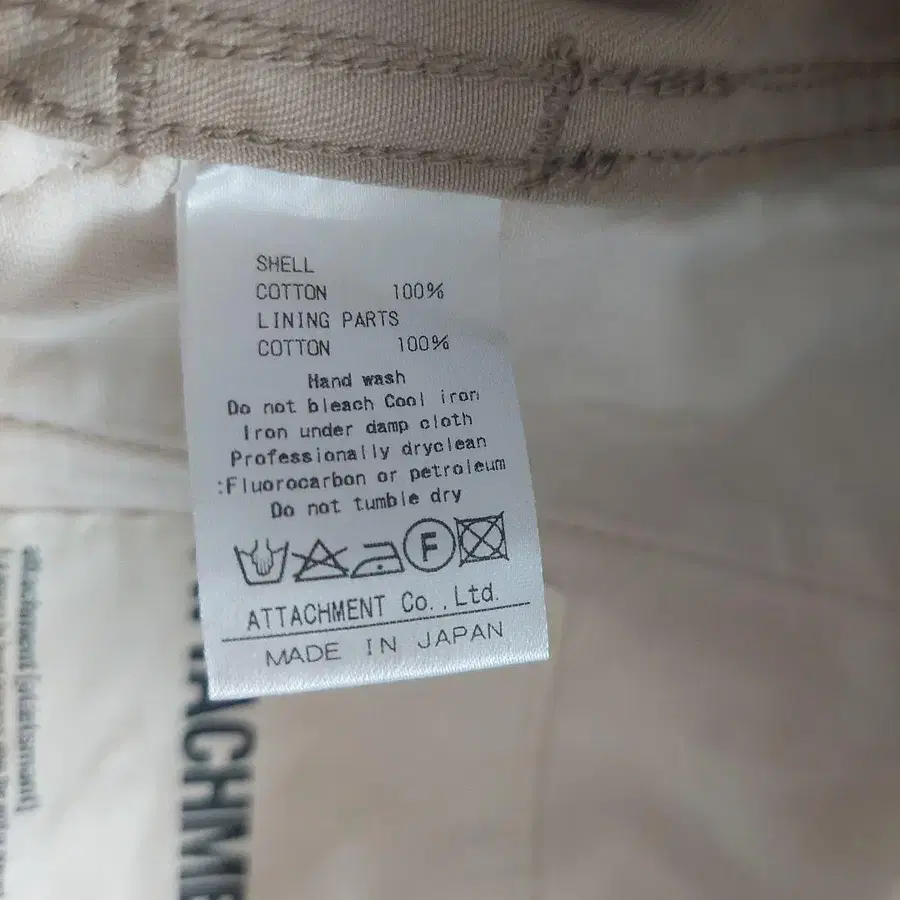 SHELL
COTTON 100%
LINING PARTS
COTTON 100%
Hand wash
Do not bleach Cool iron
Iron under damp cloth
Professionally dryclean
:Fluorocarbon or petroleum
Do not tumble dry
F
ATTACHMENT Co.,Ltd.
MADE IN JAPAN
ACHME